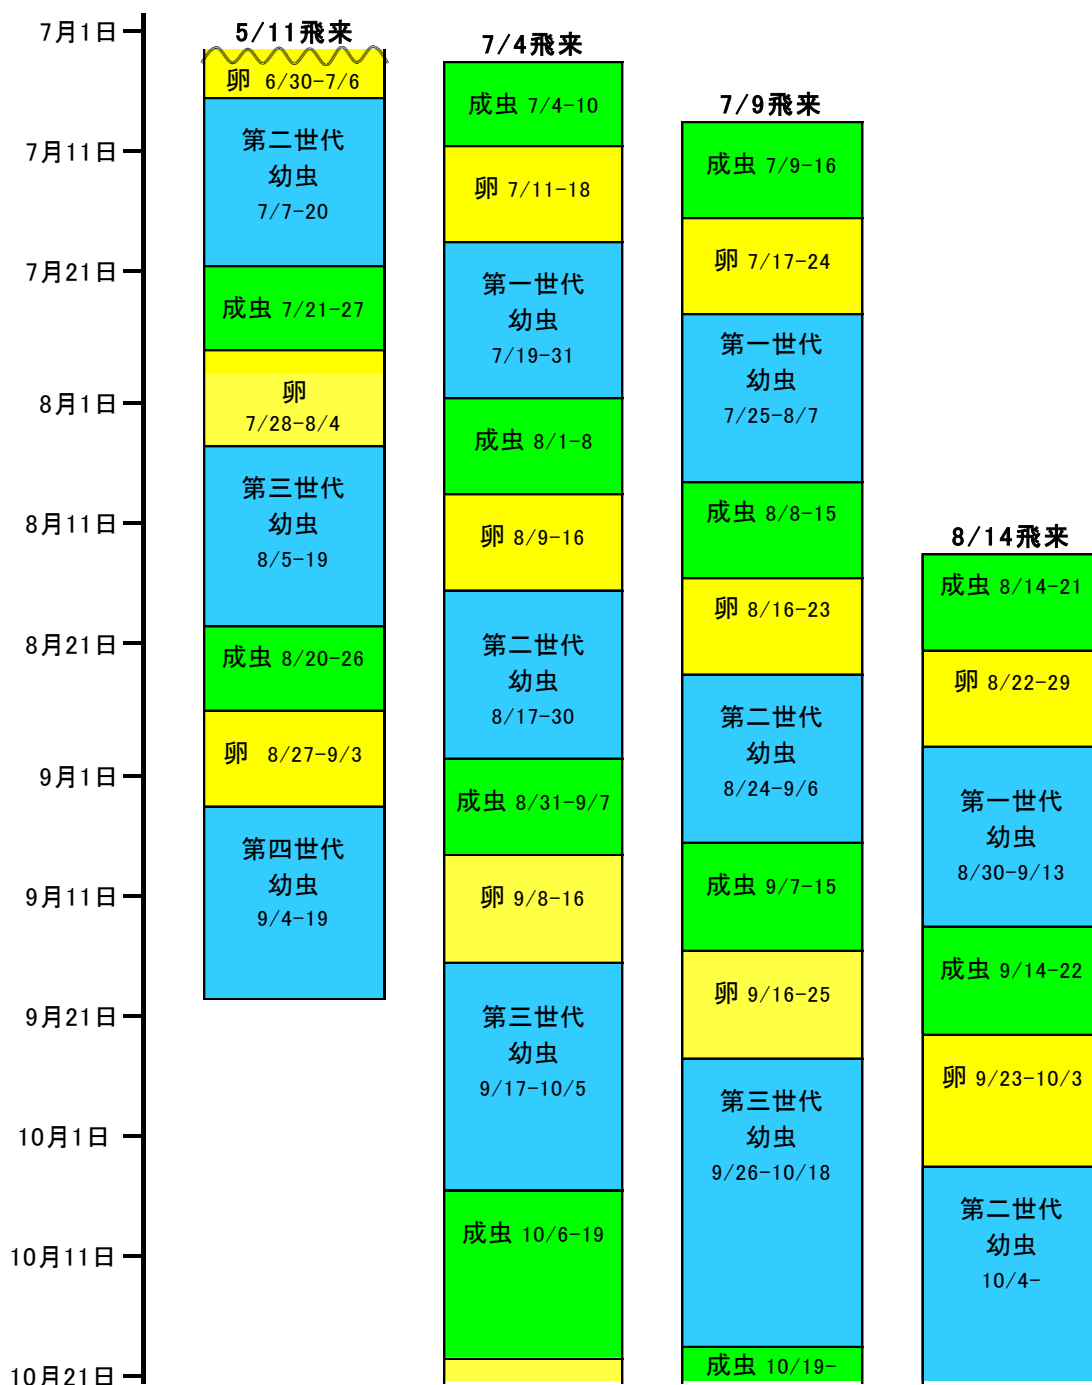 7月1日
7月11日
7月21日
8月1日
8月11日
8月21日
9月1日
9月11日
9月21日
10月1日
10月11日
10月21日
5/11飛来
卵 6/30-7/6
第二世代
幼虫
7/7-20
成虫 7/21-27
卵
7/28-8/4
第三世代
幼虫
8/5-19
成虫 8/20-26
卵 8/27-9/3
第四世代
幼虫
9/4-19
7/4飛来
成虫 7/4-10
卵 7/11-18
第一世代
幼虫
7/19-31
成虫 8/1-8
卵 8/9-16
第二世代
幼虫
8/17-30
成虫 8/31-9/7
卵 9/8-16
第三世代
幼虫
9/17-10/5
成虫 10/6-19
7/9飛来
成虫 7/9-16
卵 7/17-24
第一世代
幼虫
7/25-8/7
成虫 8/8-15
卵 8/16-23
第二世代
幼虫
8/24-9/6
成虫 9/7-15
卵 9/16-25
第三世代
幼虫
9/26-10/18
成虫 10/19-
8/14飛来
成虫 8/14-21
卵 8/22-29
第一世代
幼虫
8/30-9/13
成虫 9/14-22
卵 9/23-10/3
第二世代
幼虫
10/4-